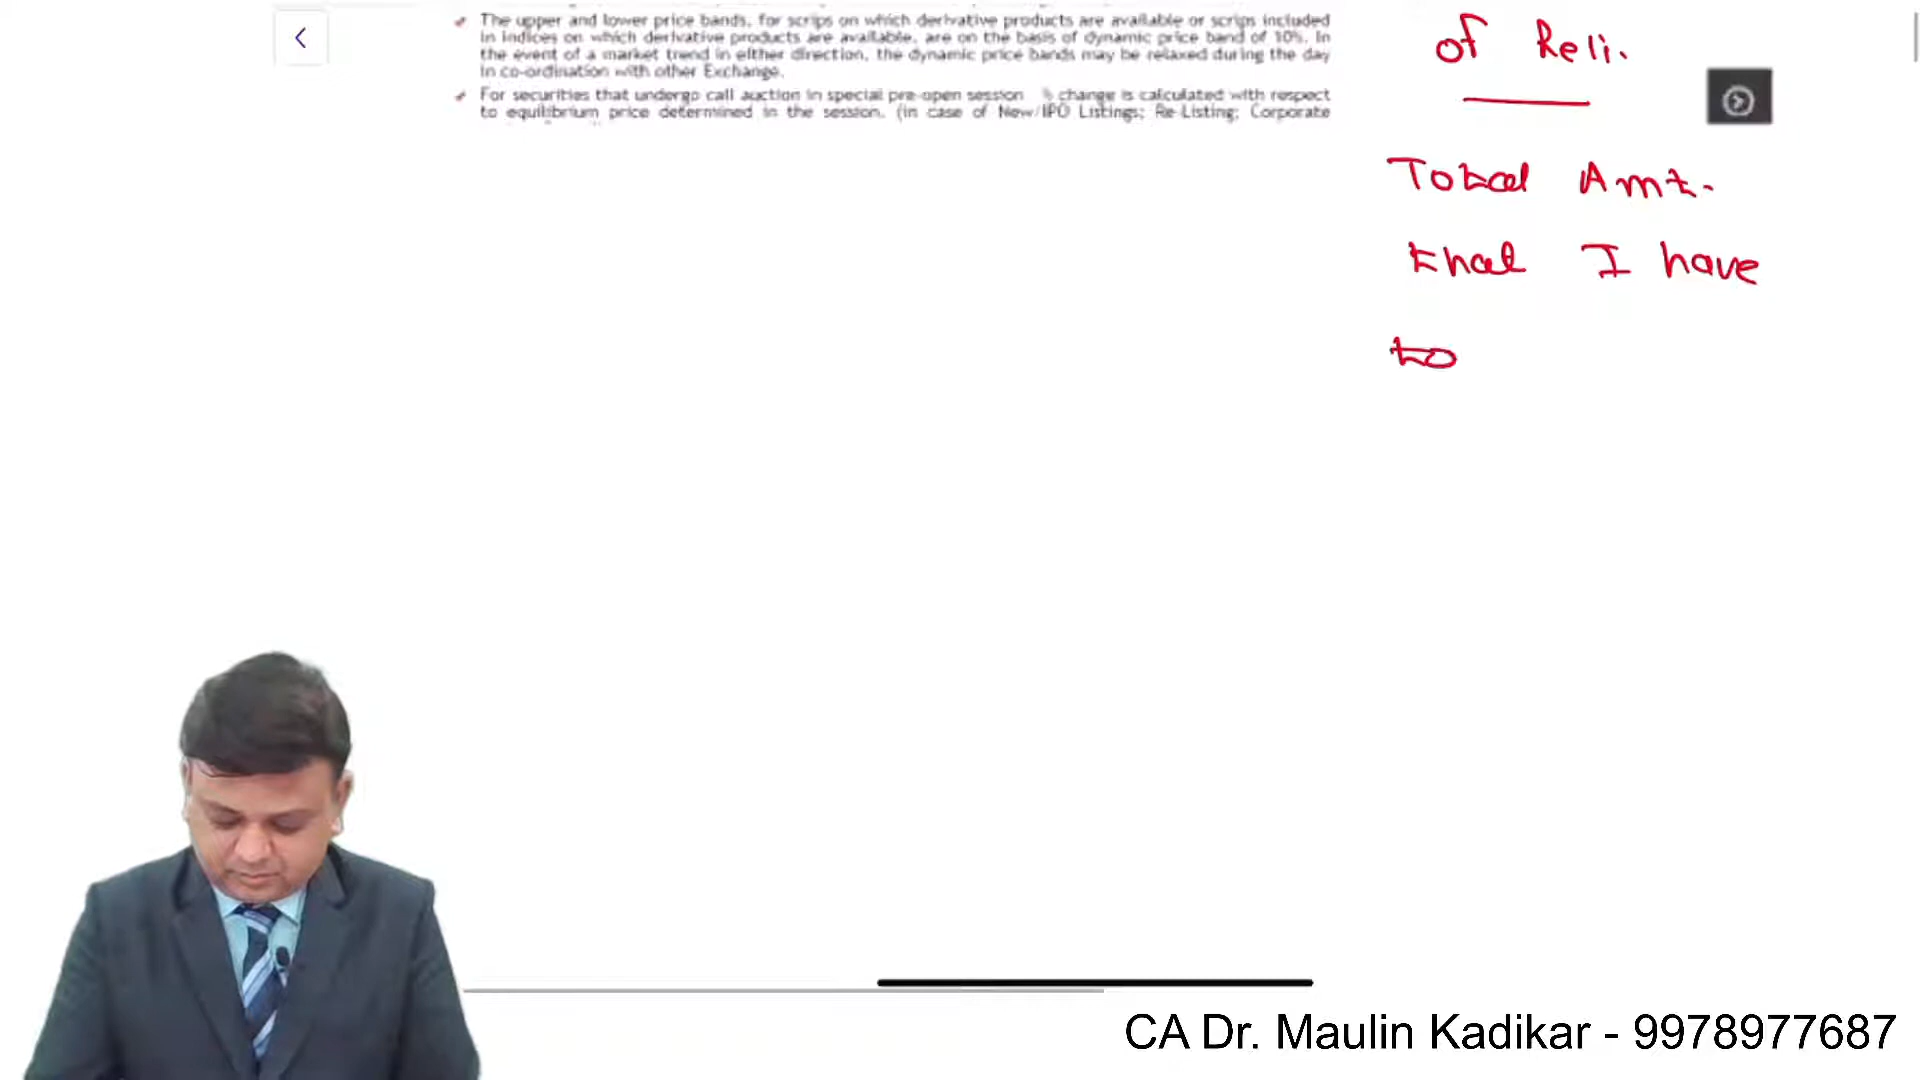 ✔ The upper and lower price bands, for scrips on which derivative products are available or scrips included
in indices on which derivative products are available, are on the basis of dynamic price band of 10%. In
the event of a market trend in either direction, the dynamic price bands may be relaxed during the day
in co-ordination with other Exchange.
✔ For securities that undergo call auction in special pre-open session % change is calculated with respect
to equilibrium price determined in the session. (in case of New/IPO Listings; Re-Listing; Corporate
of Reli.
Total Amt.
that I have
to
CA Dr. Maulin Kadikar - 9978977687